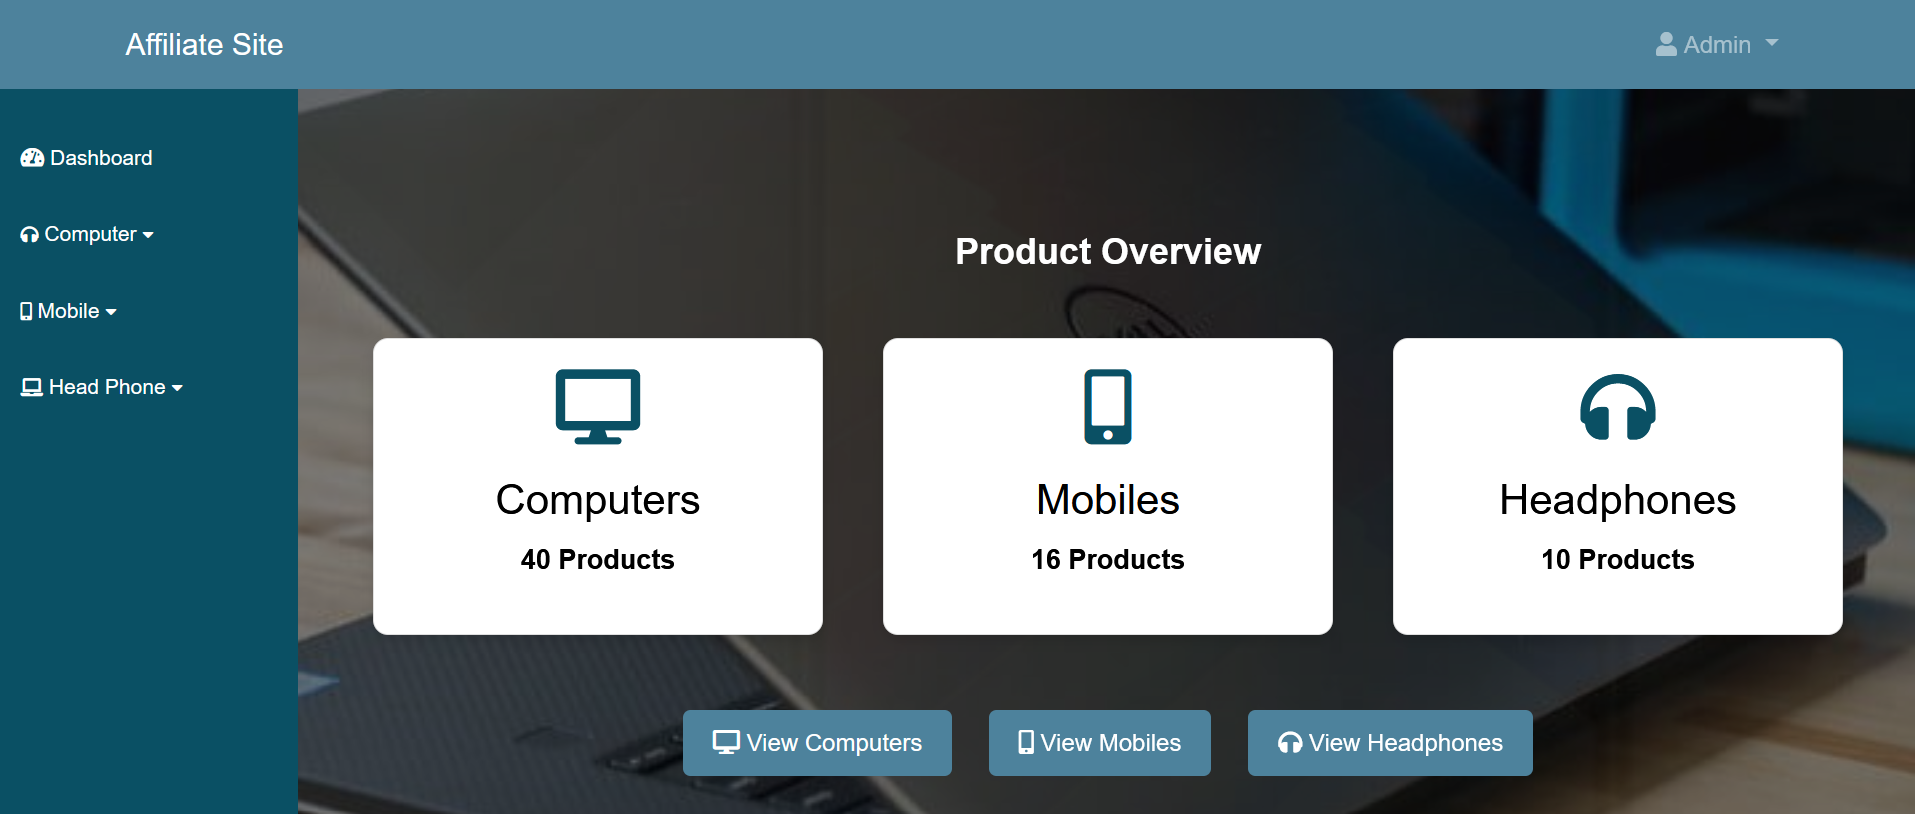 Affiliate Site
Admin
Dashboard
Computer
Mobile
Head Phone
Product Overview
Computers
40 Products
Mobiles
16 Products
Headphones
10 Products
View Computers
View Mobiles
View Headphones